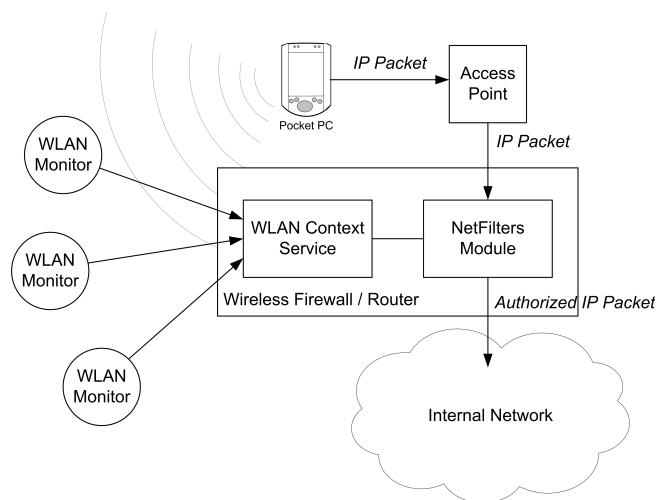 IP Packet
Access
Point
Pocket PC
IP Packet
WLAN
Monitor
WLAN Context
Service
NetFilters
Module
WLAN
Monitor
Wireless Firewall / Router
Authorized IP Packet
WLAN
Monitor
Internal Network